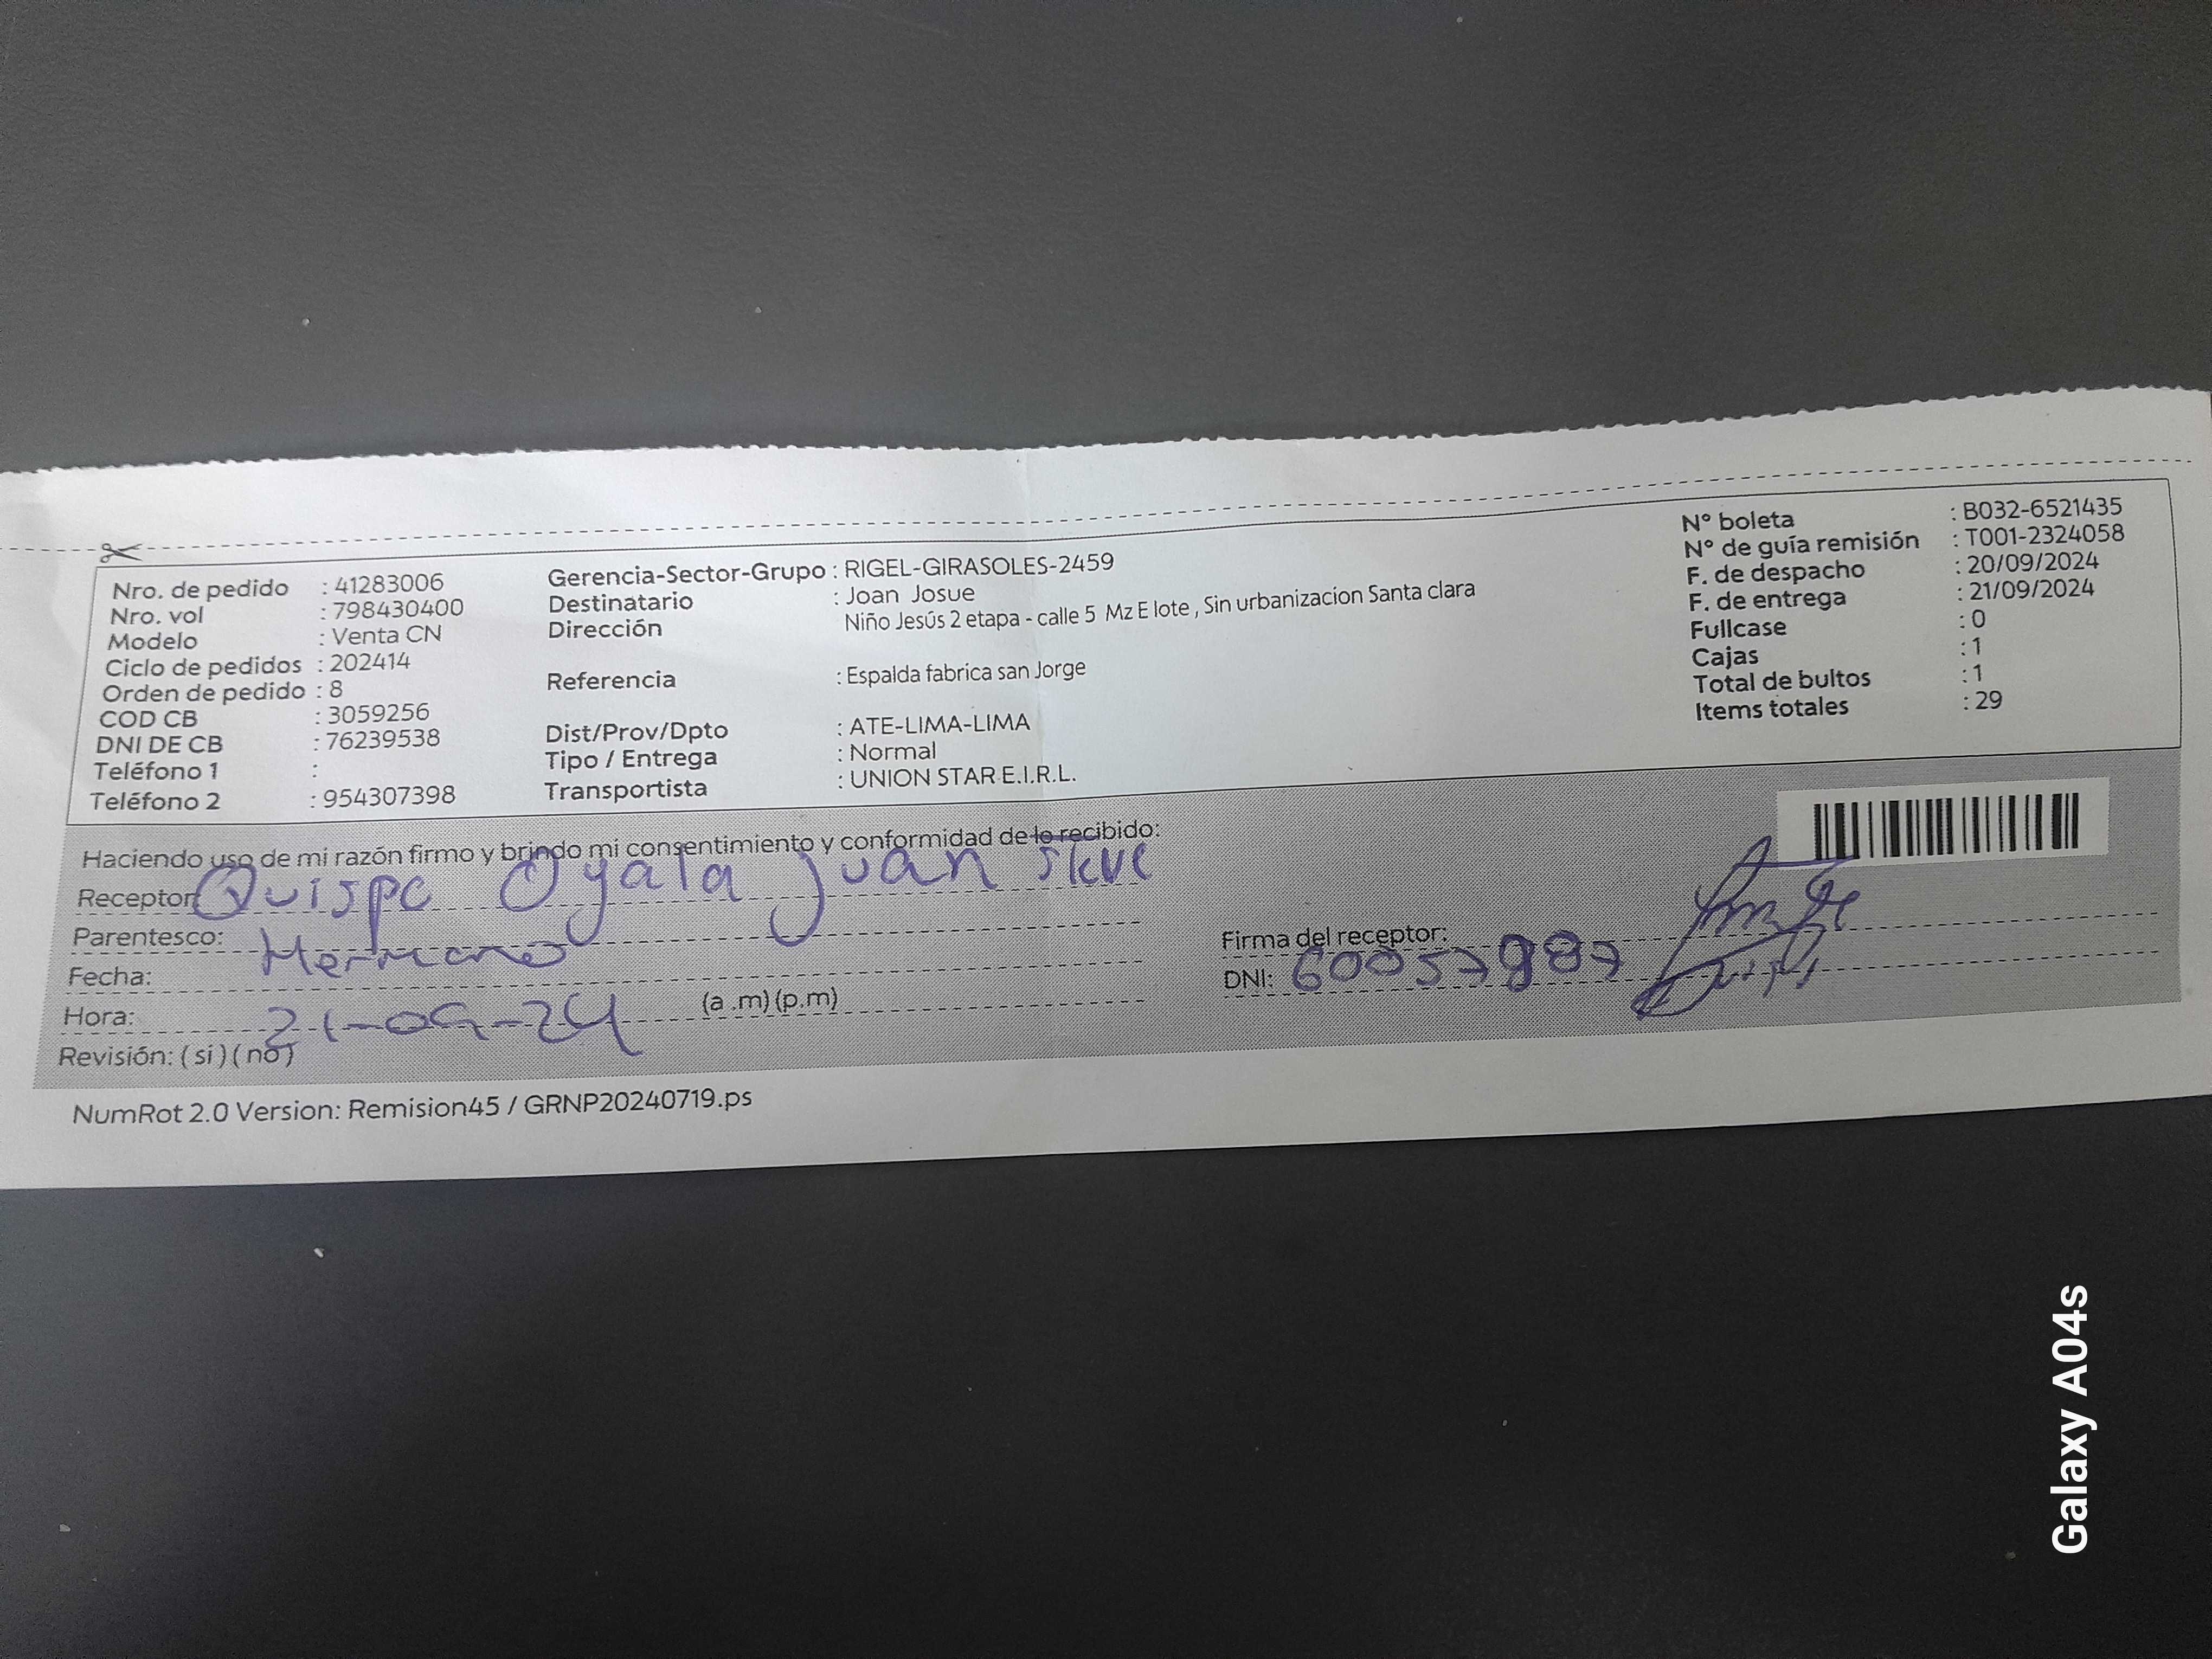 Nro. de pedido : 41283006
Nro. vol : 798430400
Modelo : Venta CN
Ciclo de pedidos : 202414
Orden de pedido : 8
COD CB : 3059256
DNI DE CB : 76239538
Teléfono 1 :
Teléfono 2 : 954307398
Gerencia-Sector-Grupo : RIGEL-GIRASOLES-2459
Destinatario : Joan Josue
Dirección Niño Jesús 2 etapa - calle 5 Mz E lote , Sin urbanizacion Santa clara
Referencia : Espalda fabrica san Jorge
Dist/Prov/Dpto : ATE-LIMA-LIMA
Tipo / Entrega : Normal
Transportista : UNION STAR E.I.R.L.
N° boleta : B032-6521435
N° de guía remisión : T001-2324058
F. de despacho : 20/09/2024
F. de entrega : 21/09/2024
Fullcase : 0
Cajas : 1
Total de bultos : 1
Items totales : 29
Haciendo uso de mi razón firmo y brindo mi consentimiento y conformidad de lo recibido:
Receptor: Quispe Oyala Juan
Parentesco: Hermano
Fecha:
Hora: 21-09-24 (a .m) (p.m)
Revisión: ( si ) ( no )
Firma del receptor:
DNI: 60057987
NumRot 2.0 Version: Remision45 / GRNP20240719.ps
Galaxy A04s